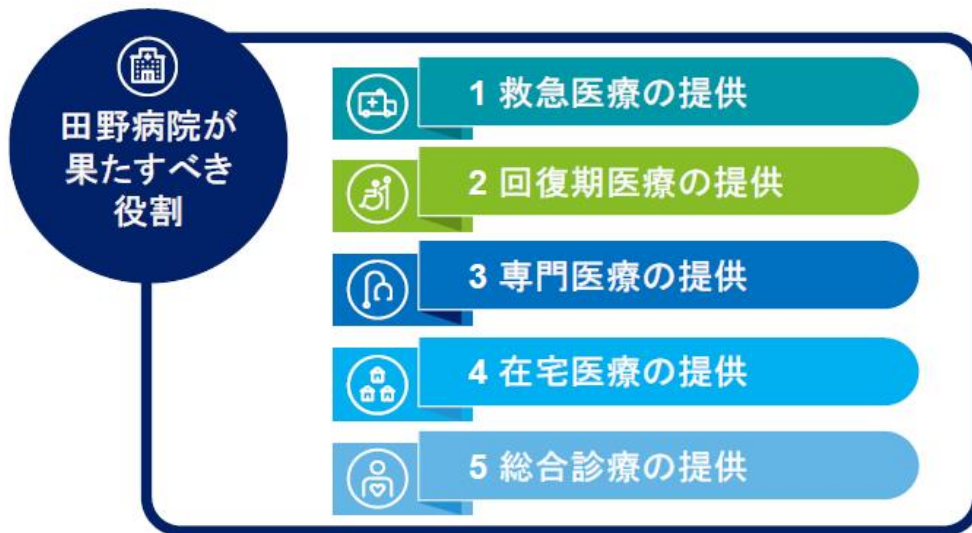 田野病院が
果たすべき
役割
1 救急医療の提供
2 回復期医療の提供
3 専門医療の提供
4 在宅医療の提供
5 総合診療の提供